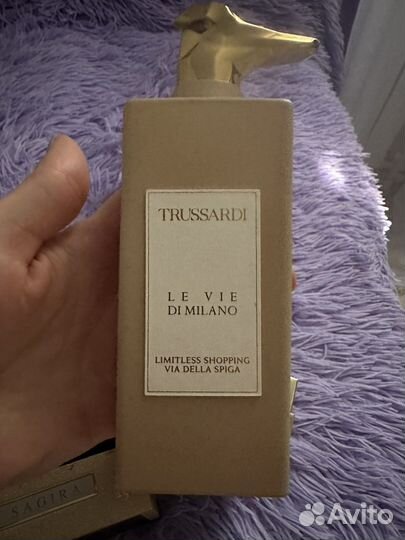 TRUSSARDI
LE VIE
DI MILANO
LIMITLESS SHOPPING
VIA DELLA SPIGA
SAGIRA
Avito